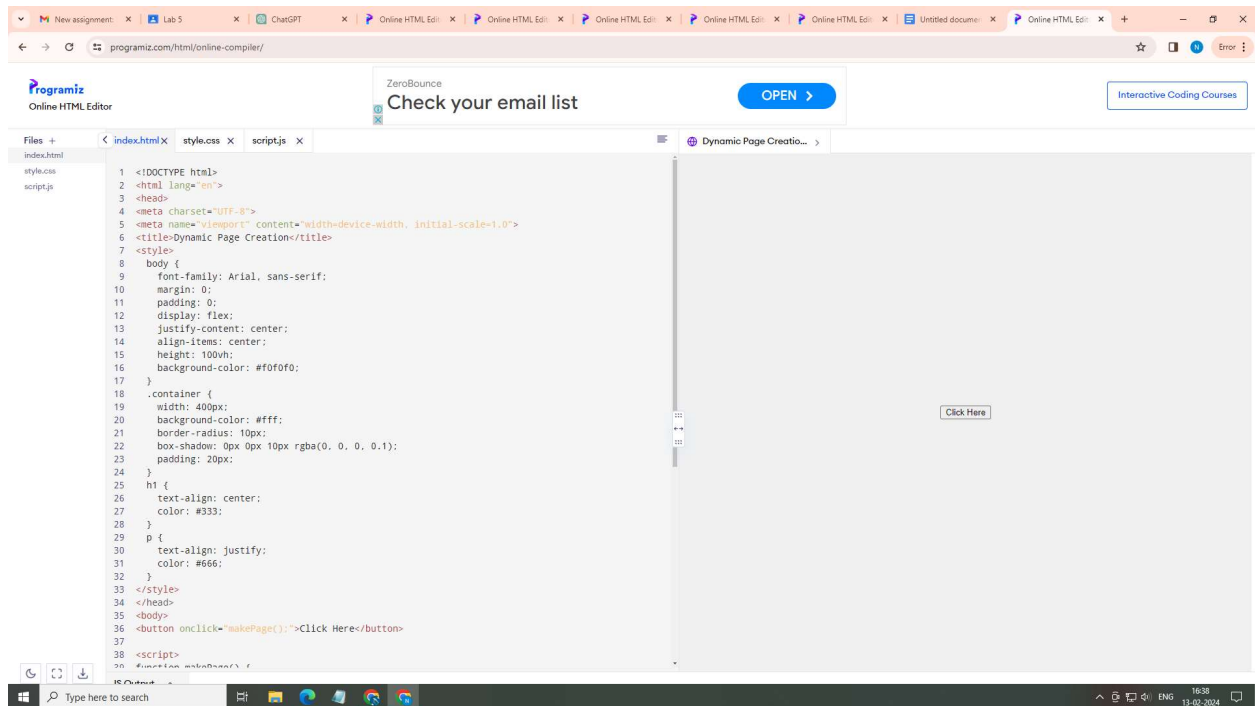 New assignment:
Lab 5
ChatGPT
Online HTML Edit
Online HTML Edit
Online HTML Edit
Online HTML Edit
Online HTML Edit
Untitled documen
Online HTML Edit
programiz.com/html/online-compiler/
N
Error
Programiz
Online HTML Editor
ZeroBounce
Check your email list
OPEN >
Interactive Coding Courses
Files +
index.html
style.css
script.js
index.html X style.css X script.js X
Dynamic Page Creatio... >
1 <!DOCTYPE html>
2 <html lang="en">
3 <head>
4 <meta charset="UTF-8">
5 <meta name="viewport" content="width=device-width, initial-scale=1.0">
6 <title>Dynamic Page Creation</title>
7 <style>
8 body {
9 font-family: Arial, sans-serif;
10 margin: 0;
11 padding: 0;
12 display: flex;
13 justify-content: center;
14 align-items: center;
15 height: 100vh;
16 background-color: #f0f0f0;
17 }
18 .container {
19 width: 400px;
20 background-color: #fff;
21 border-radius: 10px;
22 box-shadow: 0px 0px 10px rgba(0, 0, 0, 0.1);
23 padding: 20px;
24 }
25 h1 {
26 text-align: center;
27 color: #333;
28 }
29 p {
30 text-align: justify;
31 color: #666;
32 }
33 </style>
34 </head>
35 <body>
36 <button onclick="makePage();">Click Here</button>
37
38 <script>
39 function makePage() {
Click Here
JS Output
Type here to search
ENG
16:38
13-02-2024